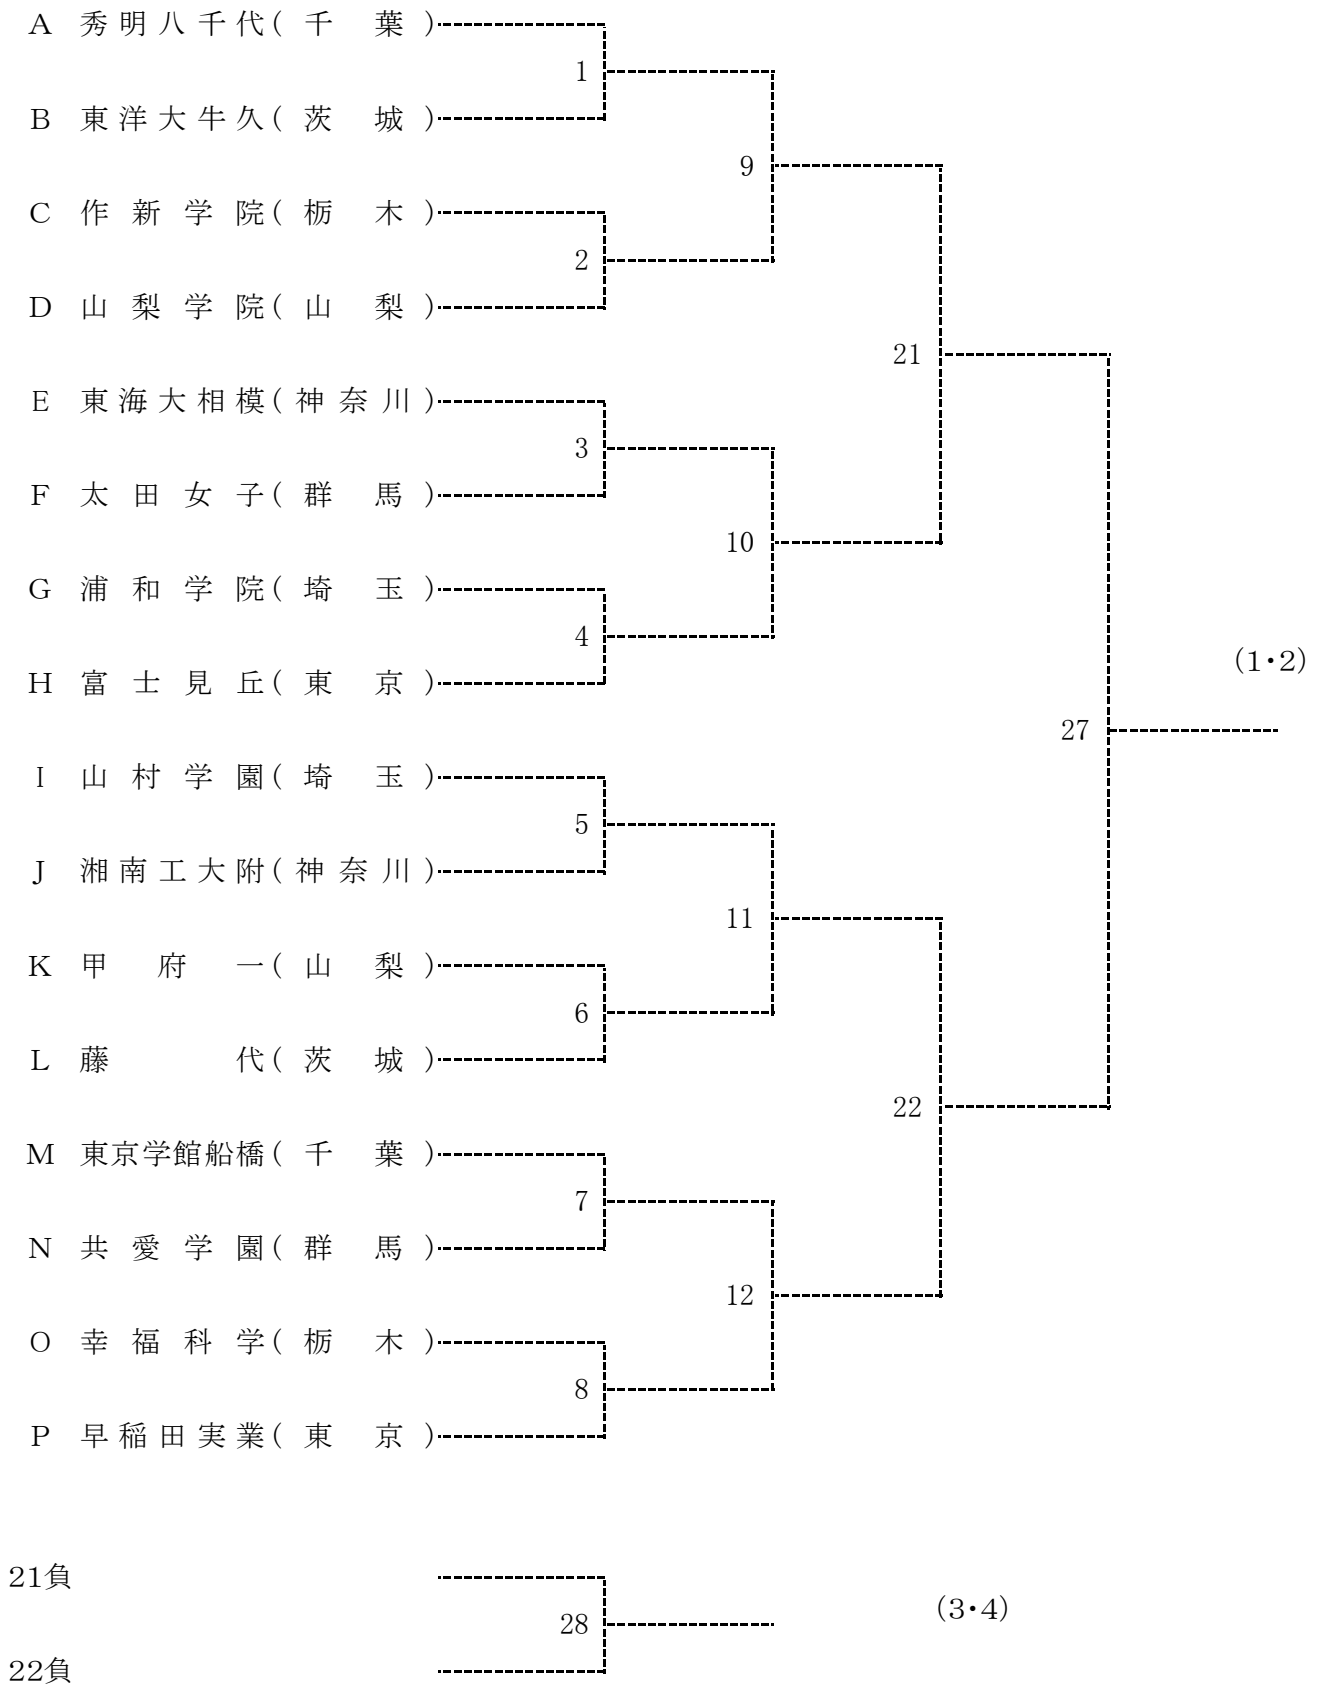 A 秀明八千代(千 葉)
1
B 東洋大牛久(茨 城)
9
C 作新学院(栃 木)
2
D 山梨学院(山 梨)
21
E 東海大相模(神奈川)
3
F 太田女子(群 馬)
10
G 浦和学院(埼 玉)
4
H 富士見丘(東 京)
(1・2)
27
I 山村学園(埼 玉)
5
J 湘南工大附(神奈川)
11
K 甲府一(山 梨)
6
L 藤代(茨 城)
22
M 東京学館船橋(千 葉)
7
N 共愛学園(群 馬)
12
O 幸福科学(栃 木)
8
P 早稲田実業(東 京)
21負
28
(3・4)
22負